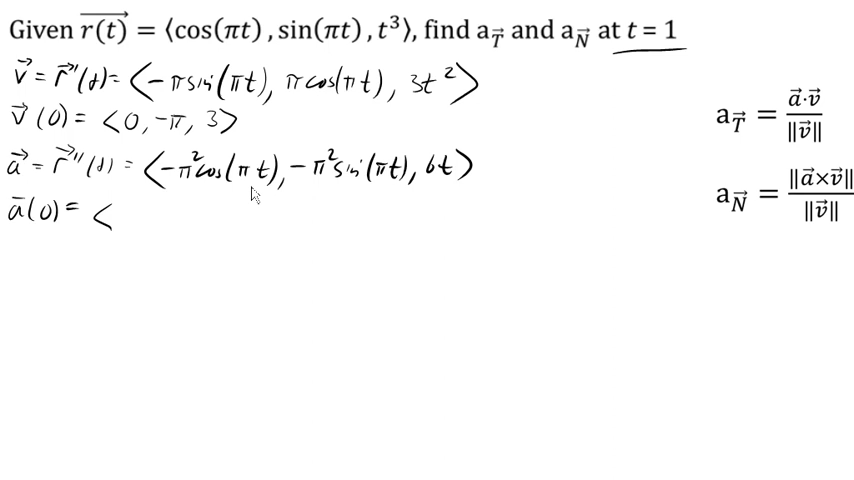 Given r(t) = ⟨cos(πt), sin(πt), t³⟩, find a_T and a_N at t = 1
v⃗ = r⃗'(t) = ⟨-π sin(πt), π cos(πt), 3t²⟩
v⃗(0) = ⟨0, -π, 3⟩
a⃗ = r⃗''(t) = ⟨-π² cos(πt), -π² sin(πt), 6t⟩
a⃗(0) = ⟨
a_T⃗ = a⃗·v⃗ / ‖v⃗‖
a_N⃗ = ‖a⃗×v⃗‖ / ‖v⃗‖